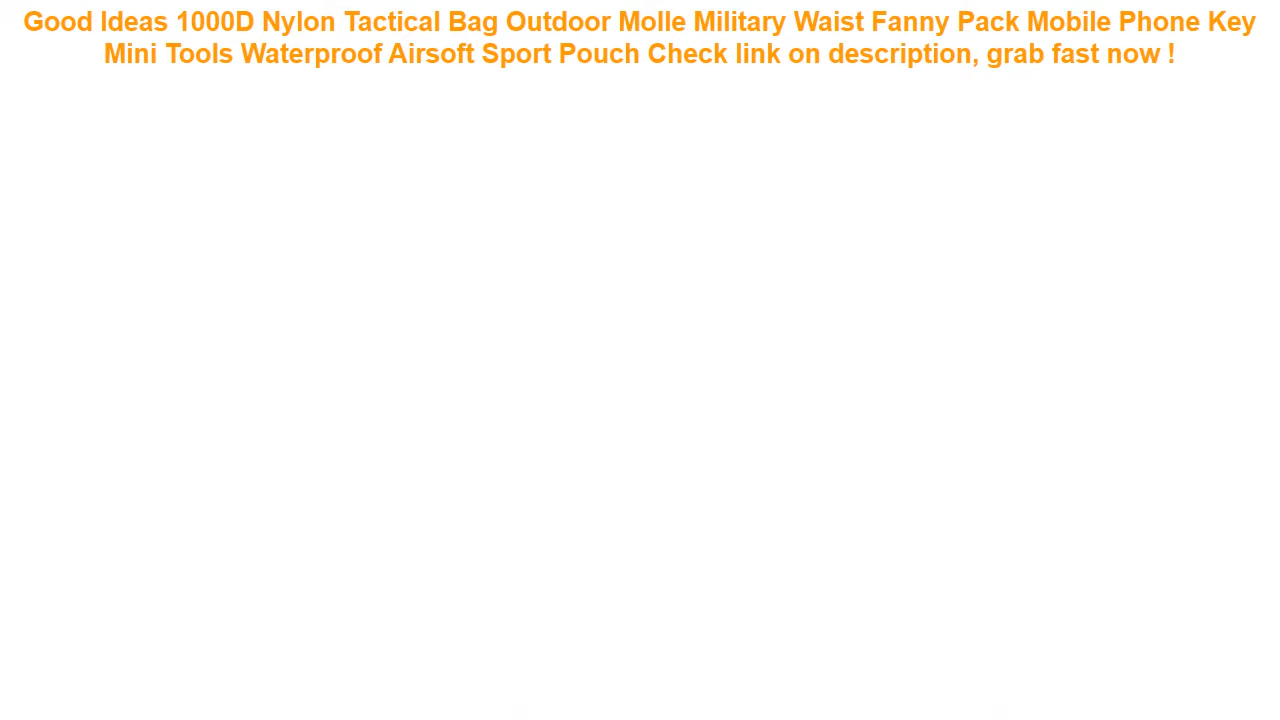 Good Ideas 1000D Nylon Tactical Bag Outdoor Molle Military Waist Fanny Pack Mobile Phone Key
Mini Tools Waterproof Airsoft Sport Pouch Check link on description, grab fast now !